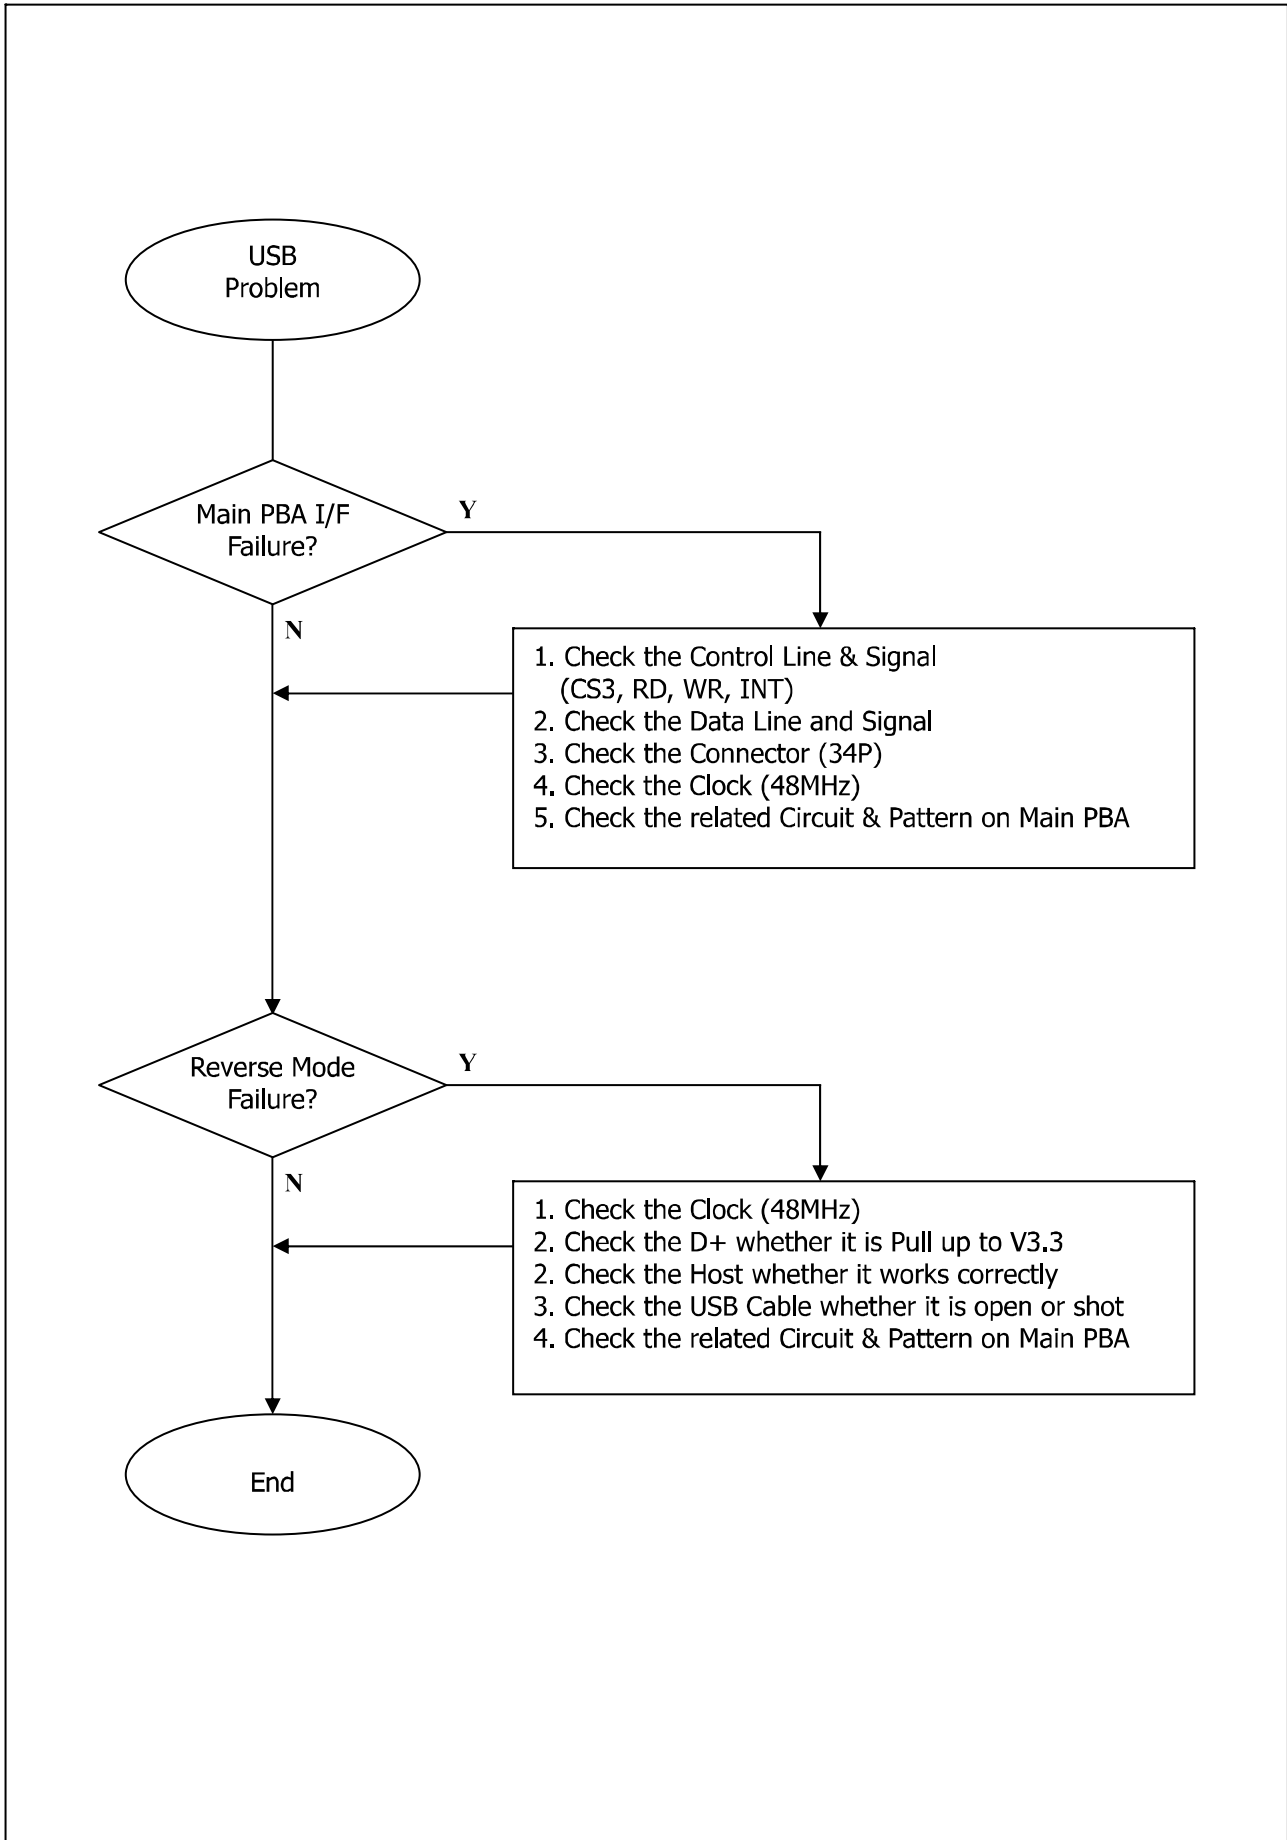 USB
Problem
Main PBA I/F
Failure?
Y
N
1. Check the Control Line & Signal
(CS3, RD, WR, INT)
2. Check the Data Line and Signal
3. Check the Connector (34P)
4. Check the Clock (48MHz)
5. Check the related Circuit & Pattern on Main PBA
Reverse Mode
Failure?
Y
N
1. Check the Clock (48MHz)
2. Check the D+ whether it is Pull up to V3.3
2. Check the Host whether it works correctly
3. Check the USB Cable whether it is open or shot
4. Check the related Circuit & Pattern on Main PBA
End